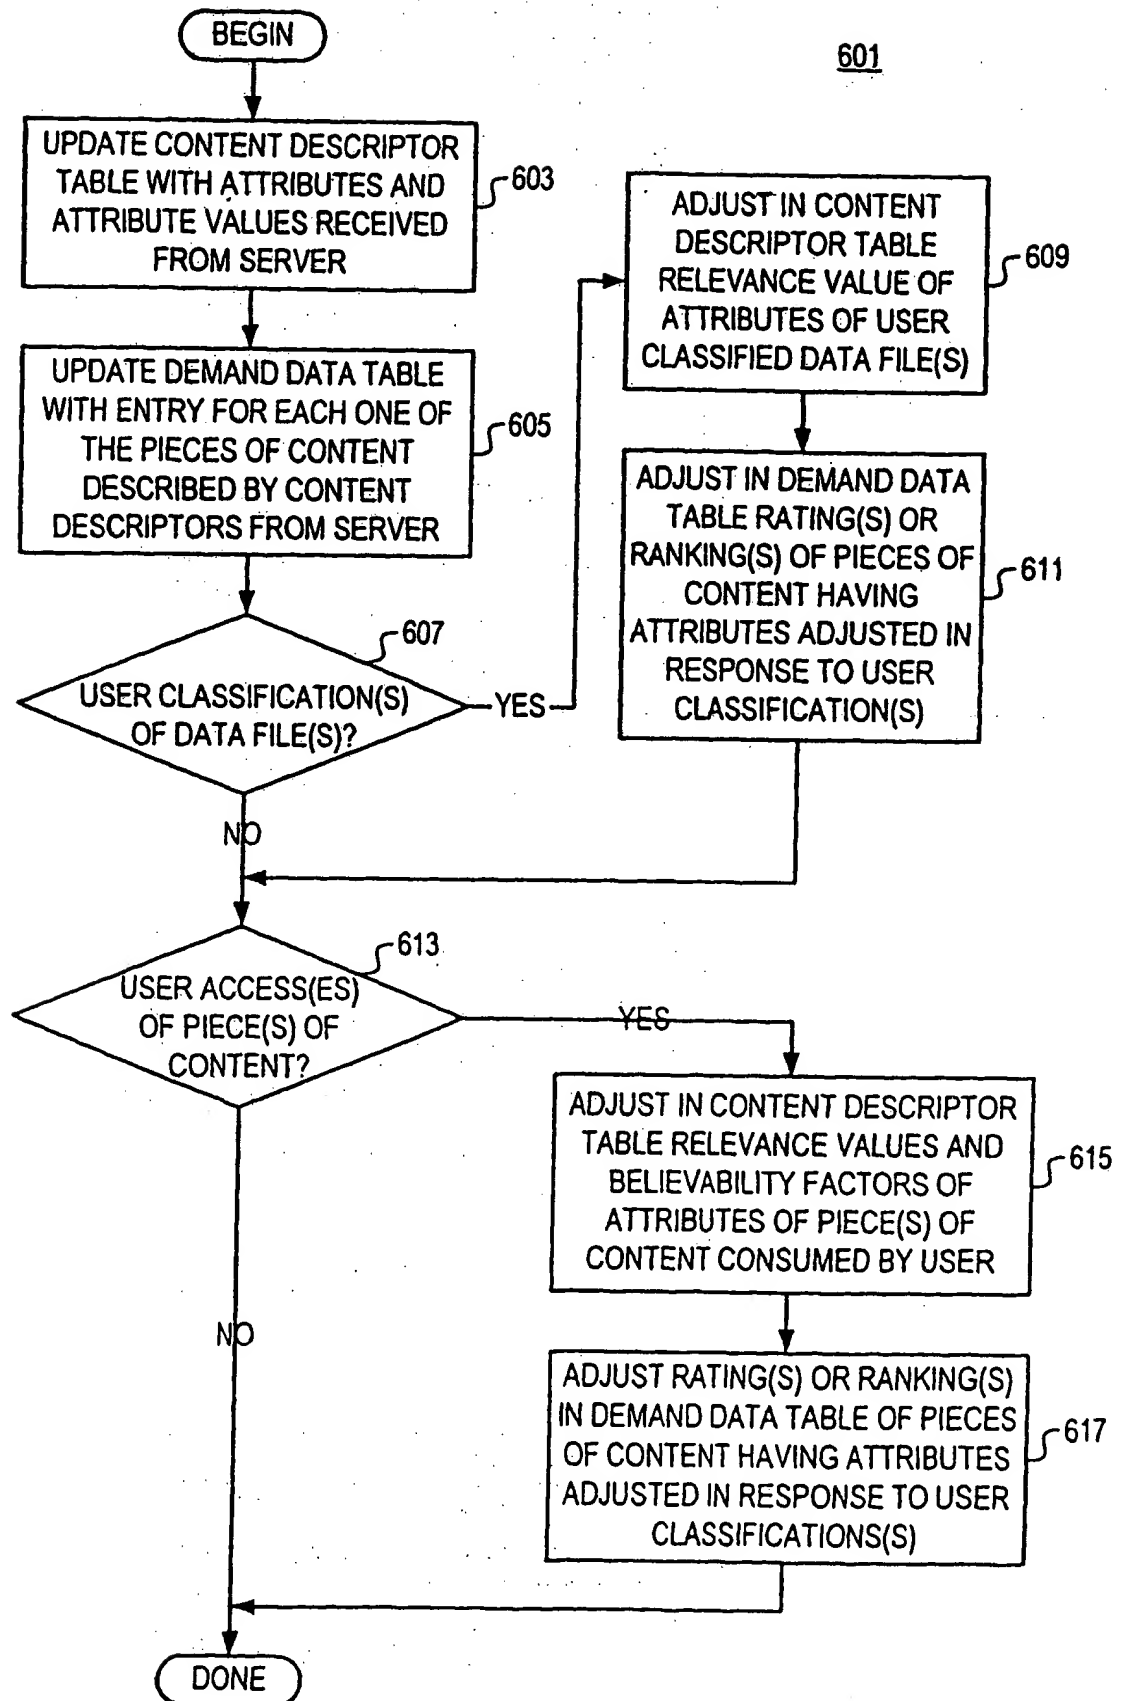 BEGIN
601
UPDATE CONTENT DESCRIPTOR
TABLE WITH ATTRIBUTES AND
ATTRIBUTE VALUES RECEIVED
FROM SERVER
603
UPDATE DEMAND DATA TABLE
WITH ENTRY FOR EACH ONE OF
THE PIECES OF CONTENT
DESCRIBED BY CONTENT
DESCRIPTORS FROM SERVER
605
607
USER CLASSIFICATION(S)
OF DATA FILE(S)?
YES
NO
ADJUST IN CONTENT
DESCRIPTOR TABLE
RELEVANCE VALUE OF
ATTRIBUTES OF USER
CLASSIFIED DATA FILE(S)
609
ADJUST IN DEMAND DATA
TABLE RATING(S) OR
RANKING(S) OF PIECES OF
CONTENT HAVING
ATTRIBUTES ADJUSTED IN
RESPONSE TO USER
CLASSIFICATION(S)
611
613
USER ACCESS(ES)
OF PIECE(S) OF
CONTENT?
YES
NO
ADJUST IN CONTENT DESCRIPTOR
TABLE RELEVANCE VALUES AND
BELIEVABILITY FACTORS OF
ATTRIBUTES OF PIECE(S) OF
CONTENT CONSUMED BY USER
615
ADJUST RATING(S) OR RANKING(S)
IN DEMAND DATA TABLE OF PIECES
OF CONTENT HAVING ATTRIBUTES
ADJUSTED IN RESPONSE TO USER
CLASSIFICATIONS(S)
617
DONE